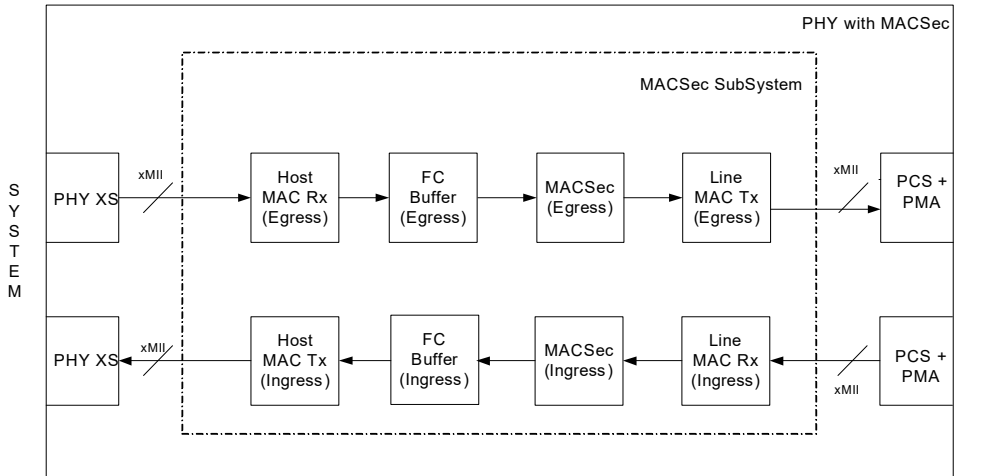 PHY with MACSec
MACSec SubSystem
S
Y
S
T
E
M
PHY XS
xMII
Host
MAC Rx
(Egress)
FC
Buffer
(Egress)
MACSec
(Egress)
Line
MAC Tx
(Egress)
xMII
PCS +
PMA
PHY XS
xMII
Host
MAC Tx
(Ingress)
FC
Buffer
(Ingress)
MACSec
(Ingress)
Line
MAC Rx
(Ingress)
xMII
PCS +
PMA